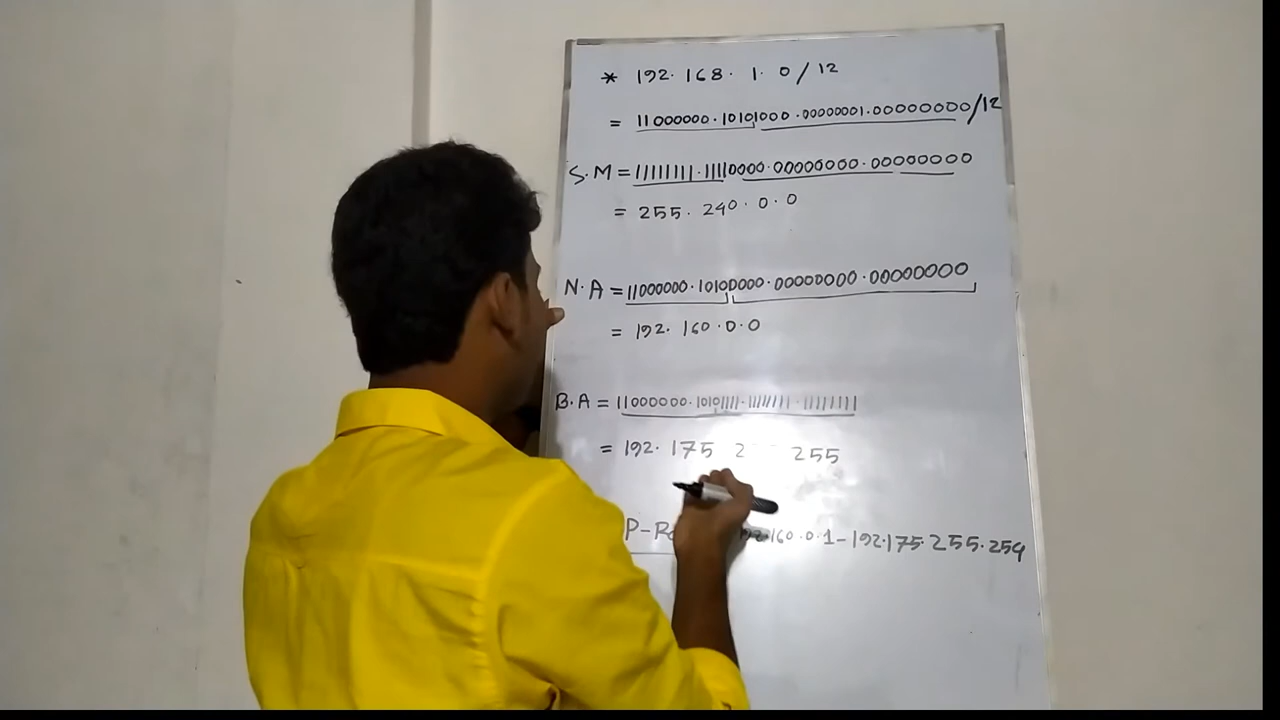 * 192. 168. 1. 0 / 12
= 11000000.10101000.00000001.00000000/12
S.M = 11111111.11110000.00000000.00000000
= 255. 240. 0. 0
N.A = 11000000.10100000.00000000.00000000
= 192. 160.0.0
B.A = 11000000.10101111.11111111.11111111
= 192. 175 2 255
192.160.0.1-192.175.255.254